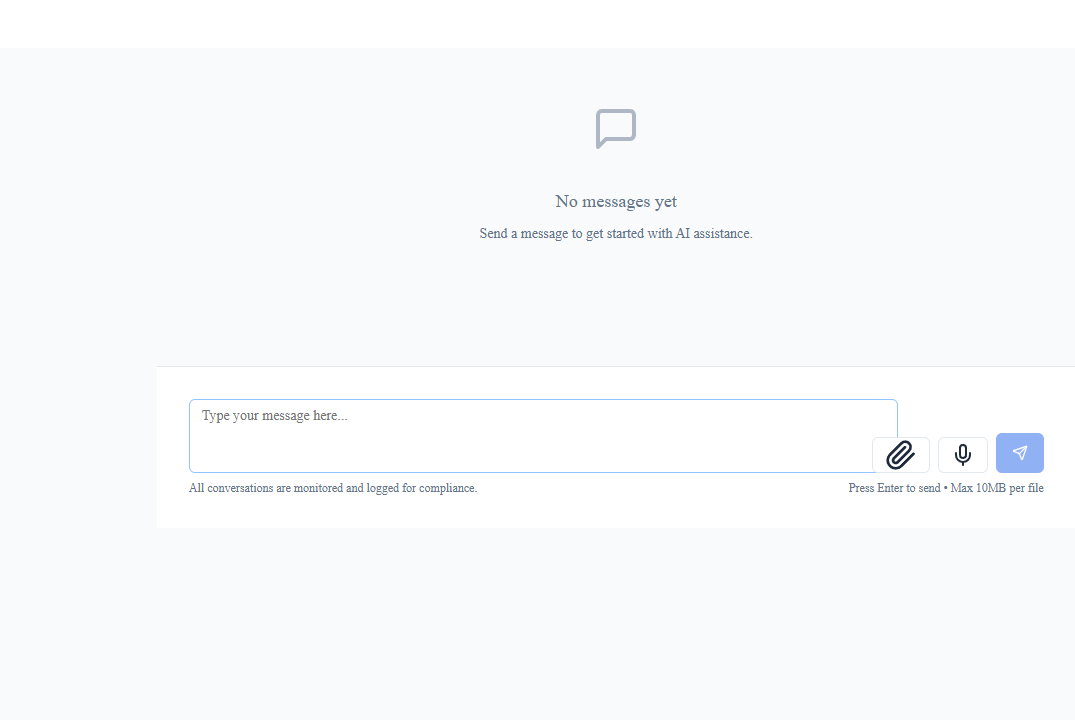 No messages yet
Send a message to get started with AI assistance.
Type your message here...
All conversations are monitored and logged for compliance.
Press Enter to send • Max 10MB per file